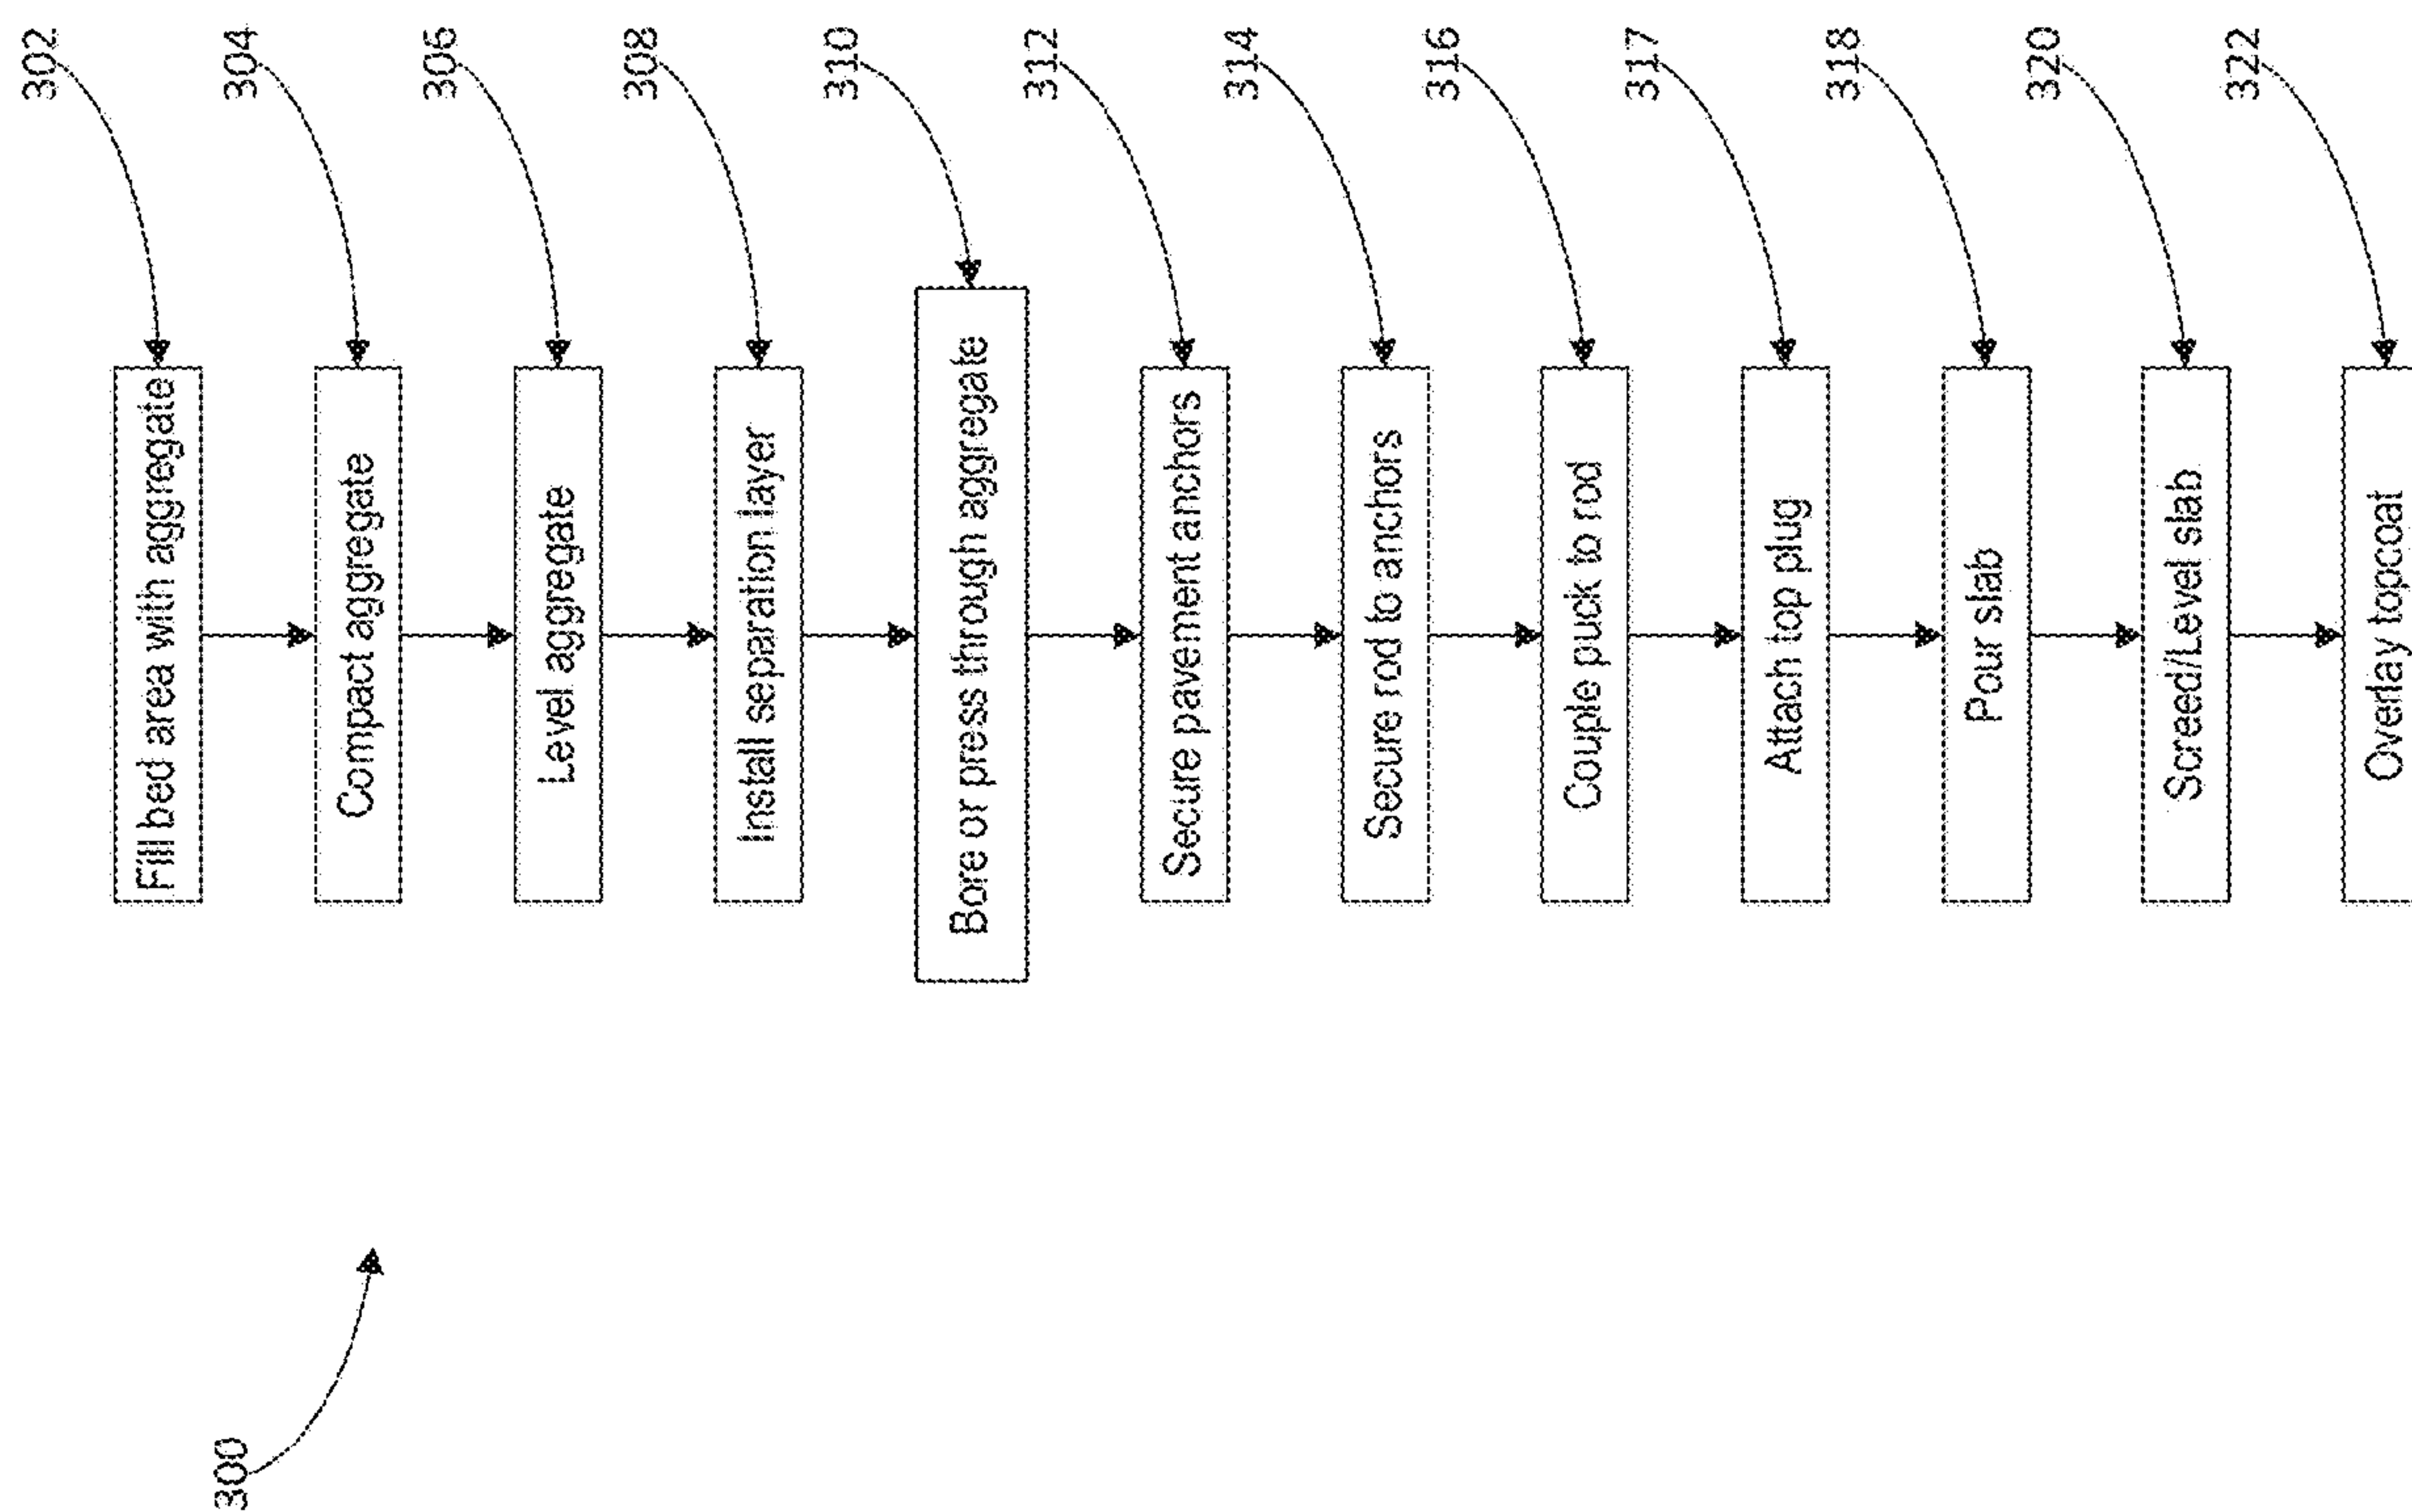 300
302
Fill bed area with aggregate
304
Compact aggregate
306
Level aggregate
308
Install separation layer
310
Bore or press through aggregate
312
Secure pavement anchors
314
Secure rod to anchors
316
Couple puck to rod
317
Attach top plug
318
Pour slab
320
Screed/Level slab
322
Overlay topcoat